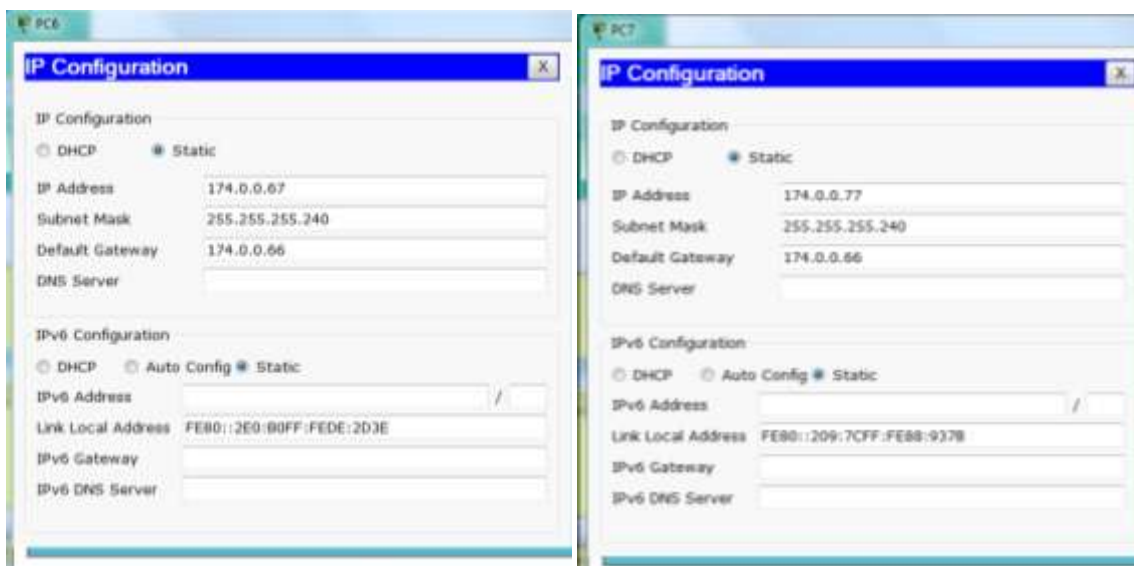 PC6
IP Configuration X
IP Configuration
DHCP Static
IP Address 174.0.0.67
Subnet Mask 255.255.255.240
Default Gateway 174.0.0.66
DNS Server
IPv6 Configuration
DHCP Auto Config Static
IPv6 Address /
Link Local Address FE80::2E0:B0FF:FEDE:2D3E
IPv6 Gateway
IPv6 DNS Server
PC7
IP Configuration X
IP Configuration
DHCP Static
IP Address 174.0.0.77
Subnet Mask 255.255.255.240
Default Gateway 174.0.0.66
DNS Server
IPv6 Configuration
DHCP Auto Config Static
IPv6 Address /
Link Local Address FE80::209:7CFF:FE88:937B
IPv6 Gateway
IPv6 DNS Server